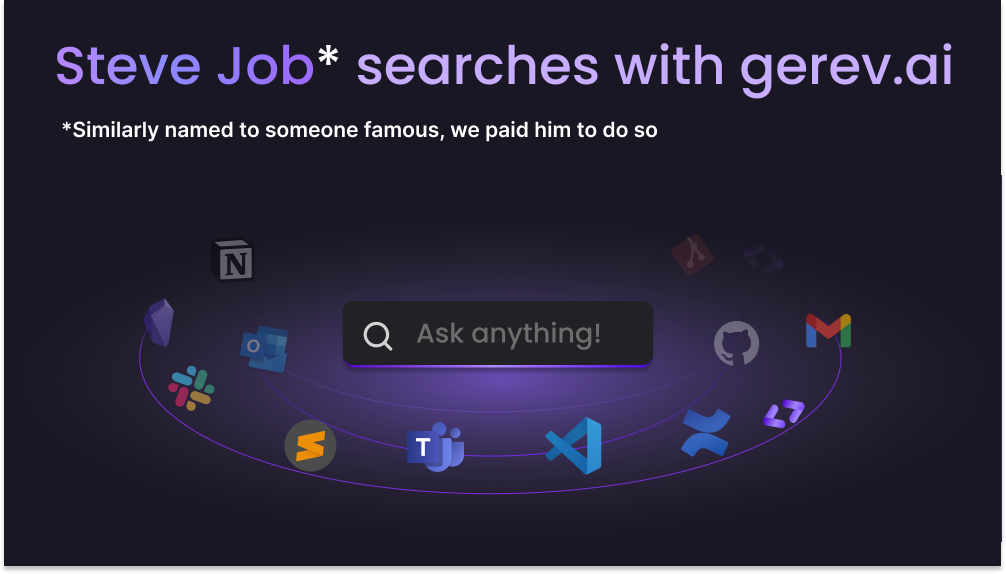 Steve Job* searches with gerev.ai
*Similarly named to someone famous, we paid him to do so
N
Ask anything!
O
T